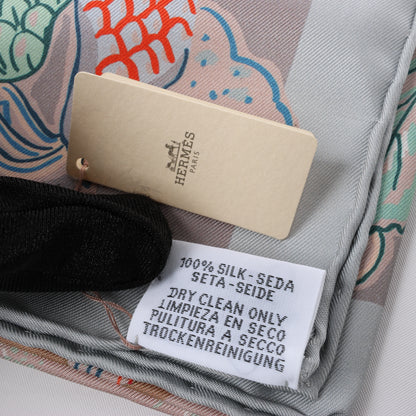 HERMÈS
PARIS
100% SILK-SEDA
SETA-SEIDE
DRY CLEAN ONLY
LIMPIEZA EN SECO
PULITURA A SECCO
TROCKENREINIGUNG